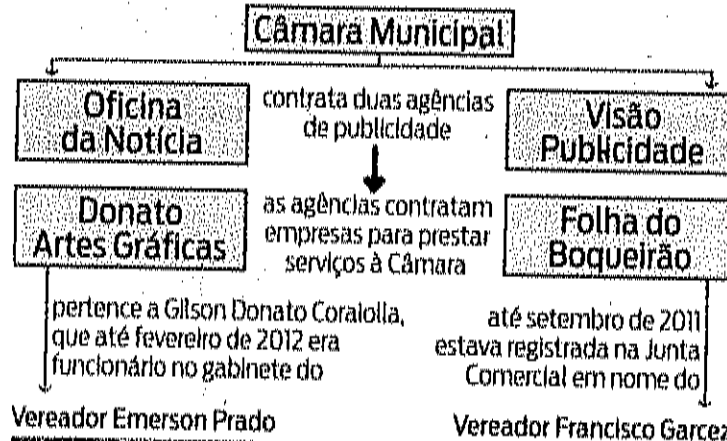 Câmara Municipal
Oficina
da Notícia
contrata duas agências
de publicidade
Visão
Publicidade
Donato
Artes Gráficas
as agências contratam
empresas para prestar
serviços à Câmara
Folha do
Boqueirão
pertence a Gilson Donato Coraiolla,
que até fevereiro de 2012 era
funcionário no gabinete do
Vereador Emerson Prado
até setembro de 2011
estava registrada na Junta
Comercial em nome do
Vereador Francisco Garcez